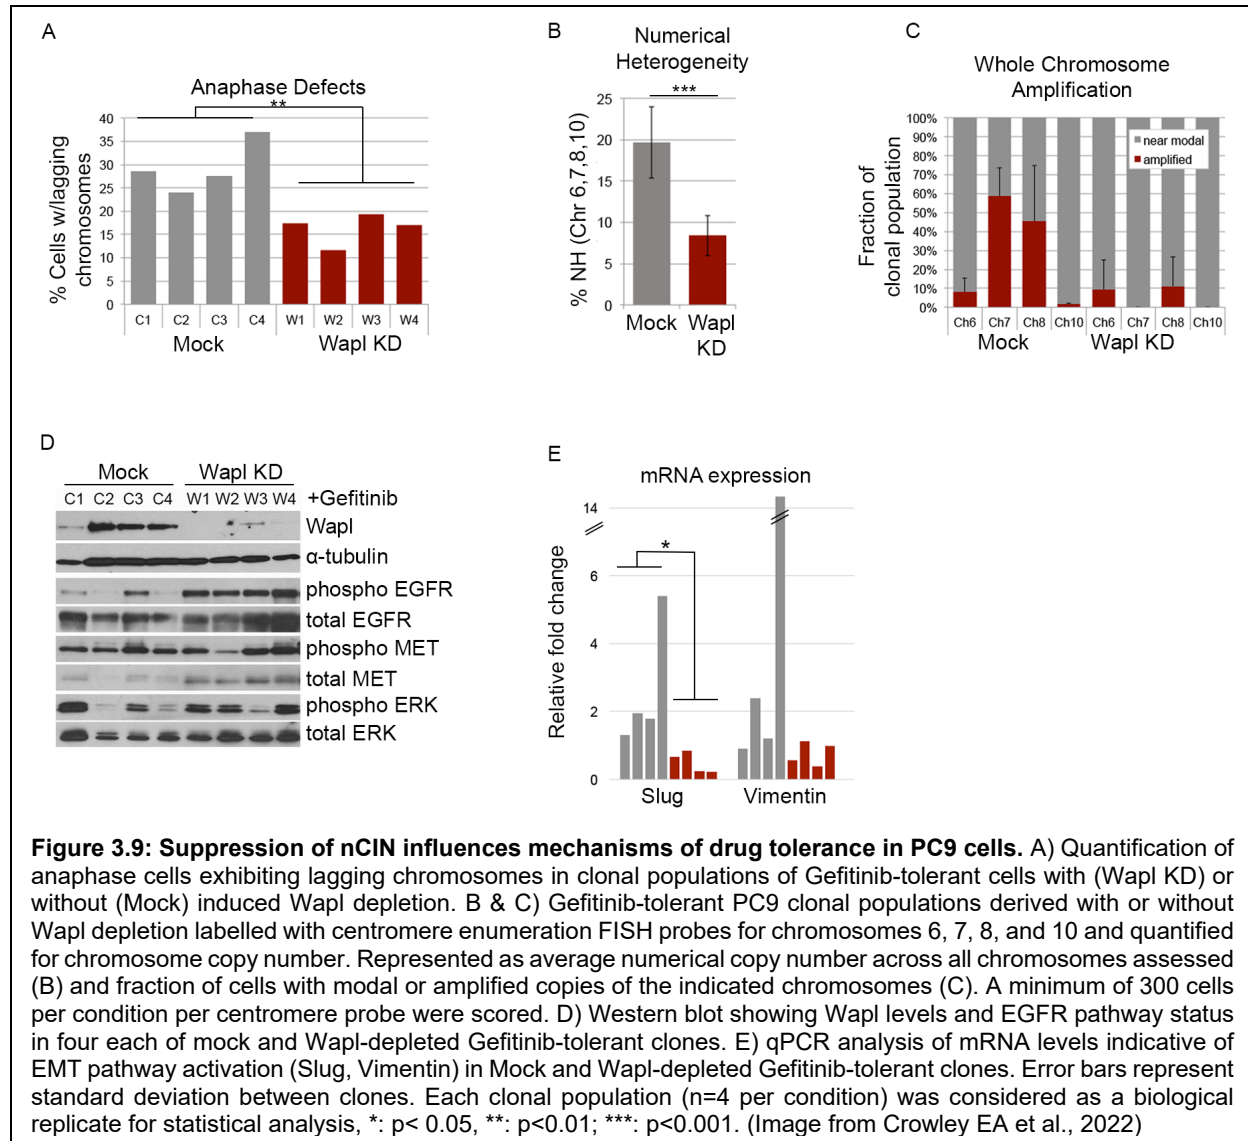 A
Anaphase Defects
**
% Cells w/lagging
chromosomes
40
35
30
25
20
15
10
5
0
C1 C2 C3 C4 W1 W2 W3 W4
Mock Wapl KD
B
Numerical
Heterogeneity
***
% NH (Chr 6,7,8,10)
25
20
15
10
5
0
Mock Wapl
KD
C
Whole Chromosome
Amplification
Fraction of
clonal population
100%
90%
80%
70%
60%
50%
40%
30%
20%
10%
0%
near modal
amplified
Ch6 Ch7 Ch8 Ch10 Ch6 Ch7 Ch8 Ch10
Mock Wapl KD
D
Mock Wapl KD
C1 C2 C3 C4 W1 W2 W3 W4 +Gefitinib
Wapl
α-tubulin
phospho EGFR
total EGFR
phospho MET
total MET
phospho ERK
total ERK
E
mRNA expression
Relative fold change
14
6
4
2
0
*
Slug Vimentin
Figure 3.9: Suppression of nCIN influences mechanisms of drug tolerance in PC9 cells. A) Quantification of
anaphase cells exhibiting lagging chromosomes in clonal populations of Gefitinib-tolerant cells with (Wapl KD) or
without (Mock) induced Wapl depletion. B & C) Gefitinib-tolerant PC9 clonal populations derived with or without
Wapl depletion labelled with centromere enumeration FISH probes for chromosomes 6, 7, 8, and 10 and quantified
for chromosome copy number. Represented as average numerical copy number across all chromosomes assessed
(B) and fraction of cells with modal or amplified copies of the indicated chromosomes (C). A minimum of 300 cells
per condition per centromere probe were scored. D) Western blot showing Wapl levels and EGFR pathway status
in four each of mock and Wapl-depleted Gefitinib-tolerant clones. E) qPCR analysis of mRNA levels indicative of
EMT pathway activation (Slug, Vimentin) in Mock and Wapl-depleted Gefitinib-tolerant clones. Error bars represent
standard deviation between clones. Each clonal population (n=4 per condition) was considered as a biological
replicate for statistical analysis, *: p< 0.05, **: p<0.01; ***: p<0.001. (Image from Crowley EA et al., 2022)